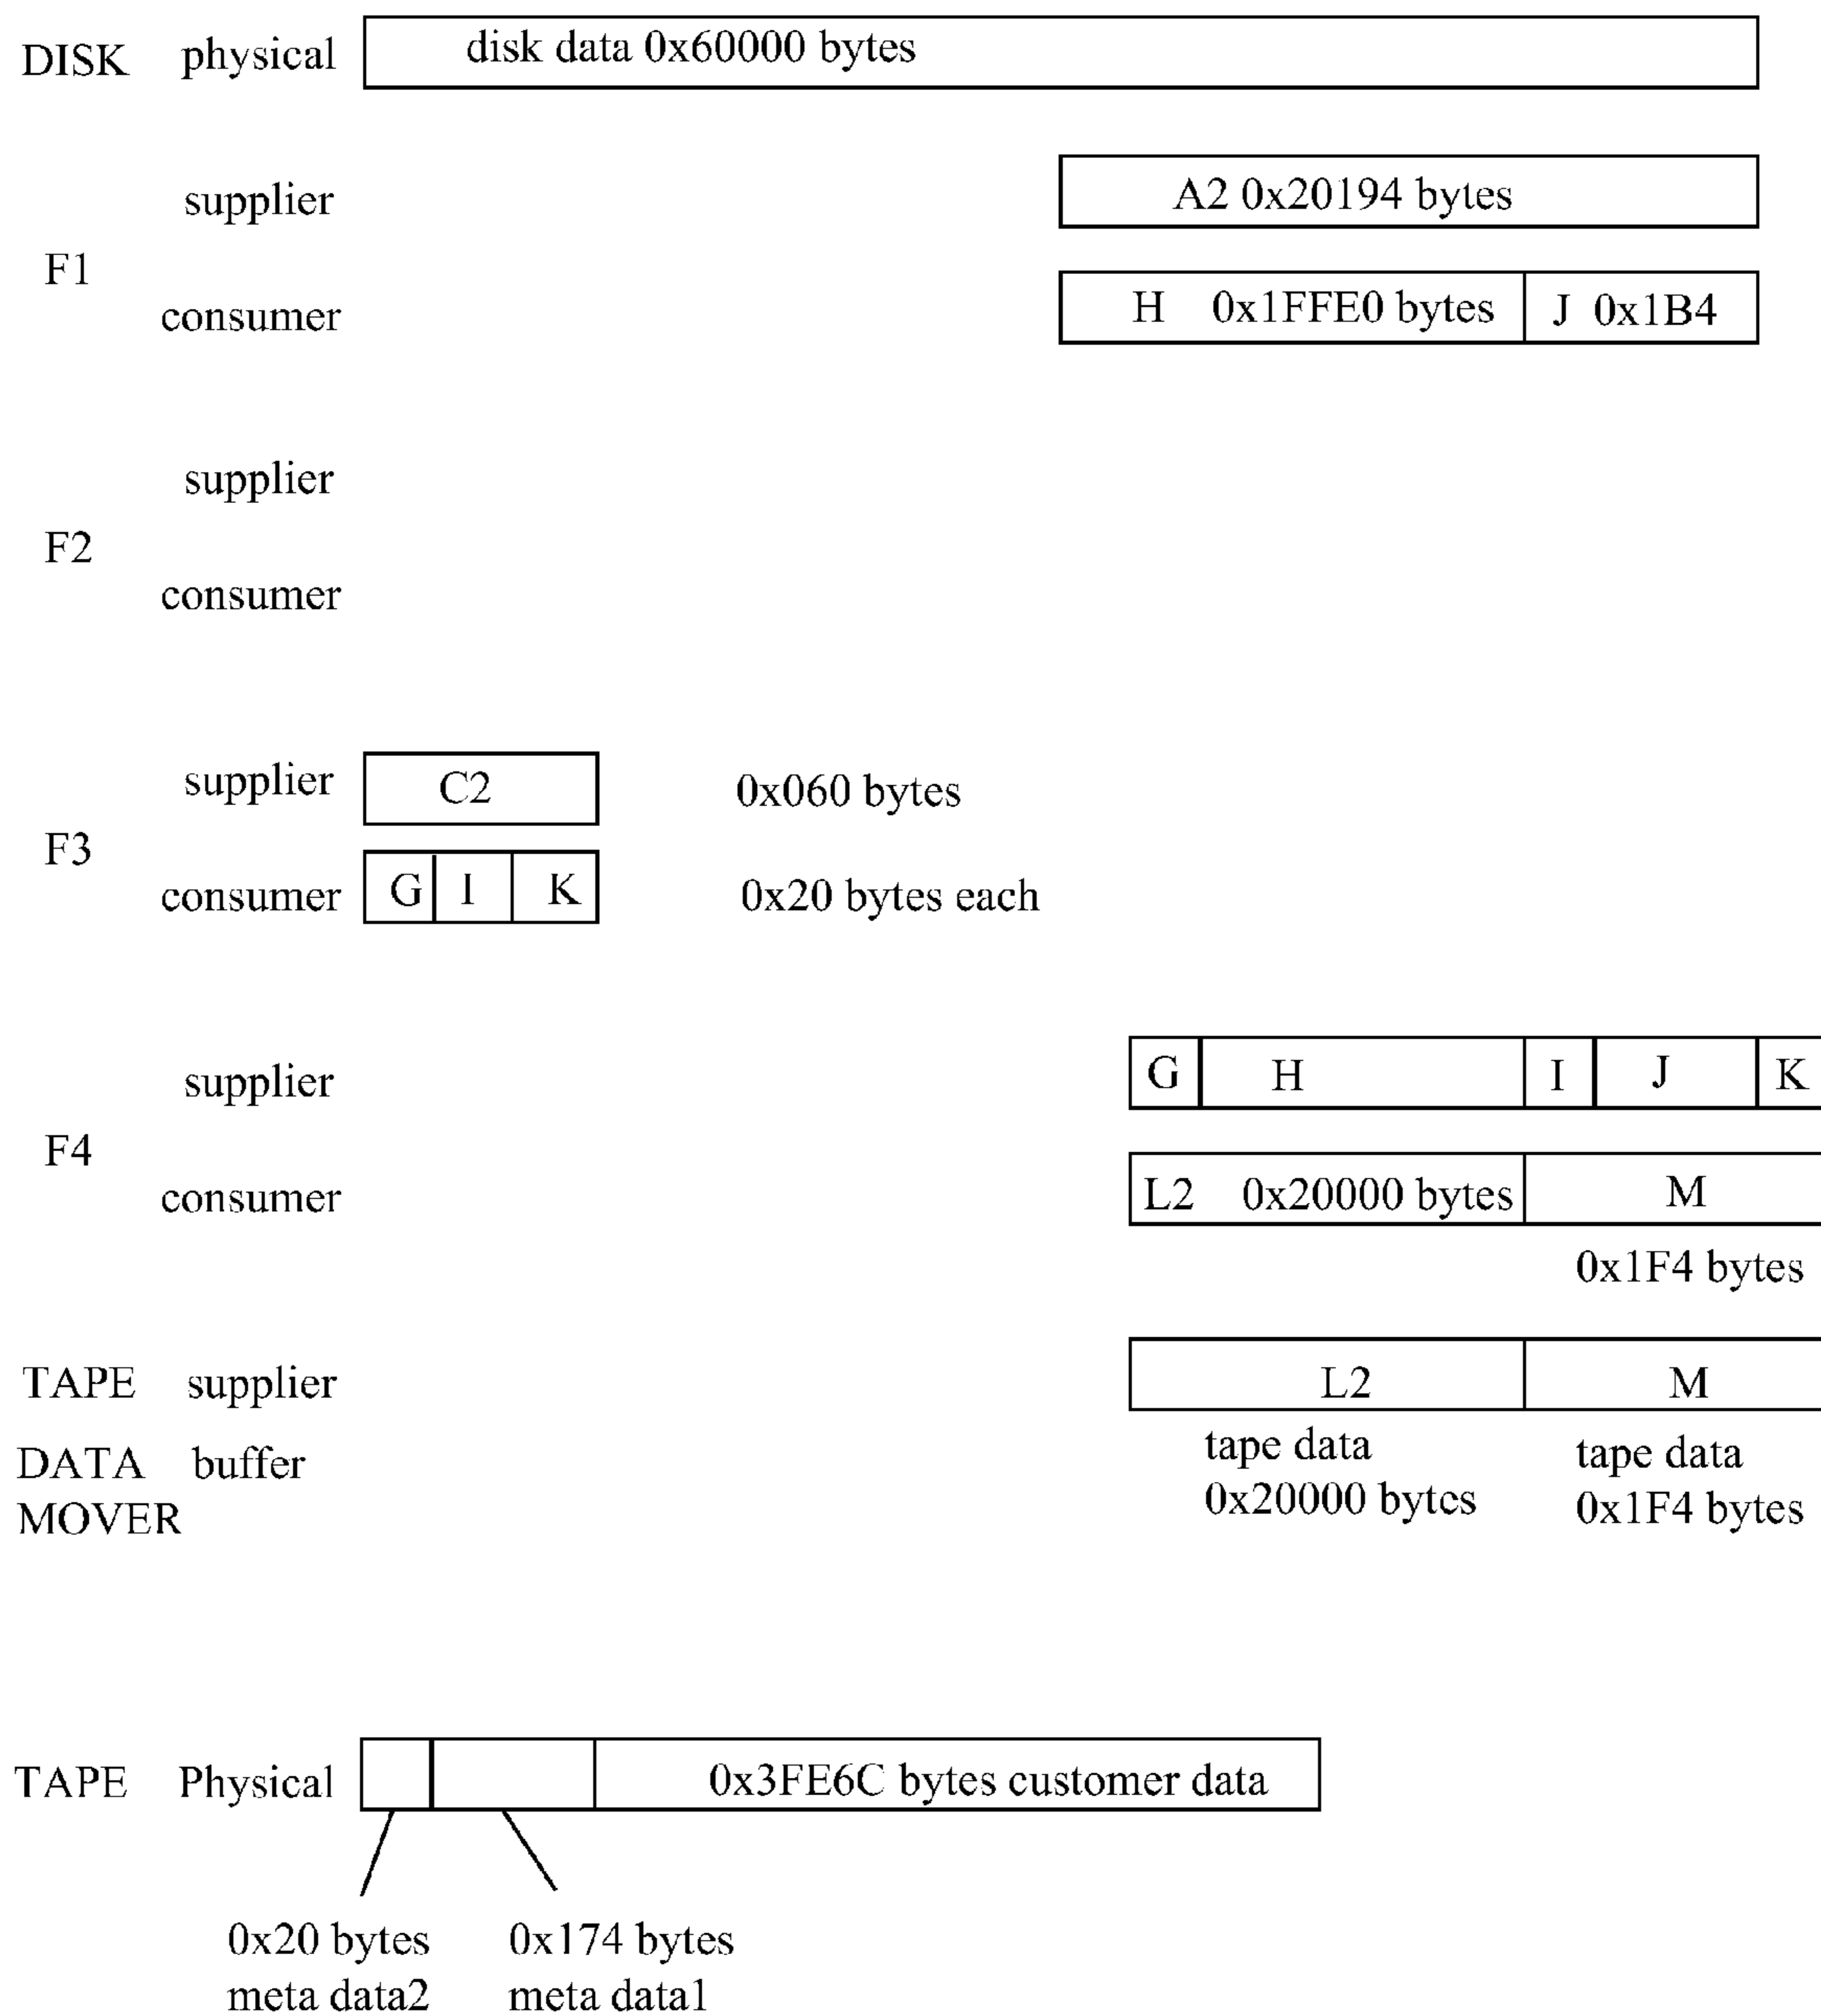 DISK physical disk data 0x60000 bytes
supplier A2 0x20194 bytes
F1
consumer H 0x1FFE0 bytes J 0x1B4
supplier
F2
consumer
supplier C2 0x060 bytes
F3
consumer G I K 0x20 bytes each
supplier G H I J K
F4
consumer L2 0x20000 bytes M
0x1F4 bytes
TAPE supplier L2 M
DATA buffer tape data tape data
MOVER 0x20000 bytes 0x1F4 bytes
TAPE Physical 0x3FE6C bytes customer data
0x20 bytes 0x174 bytes
meta data2 meta data1